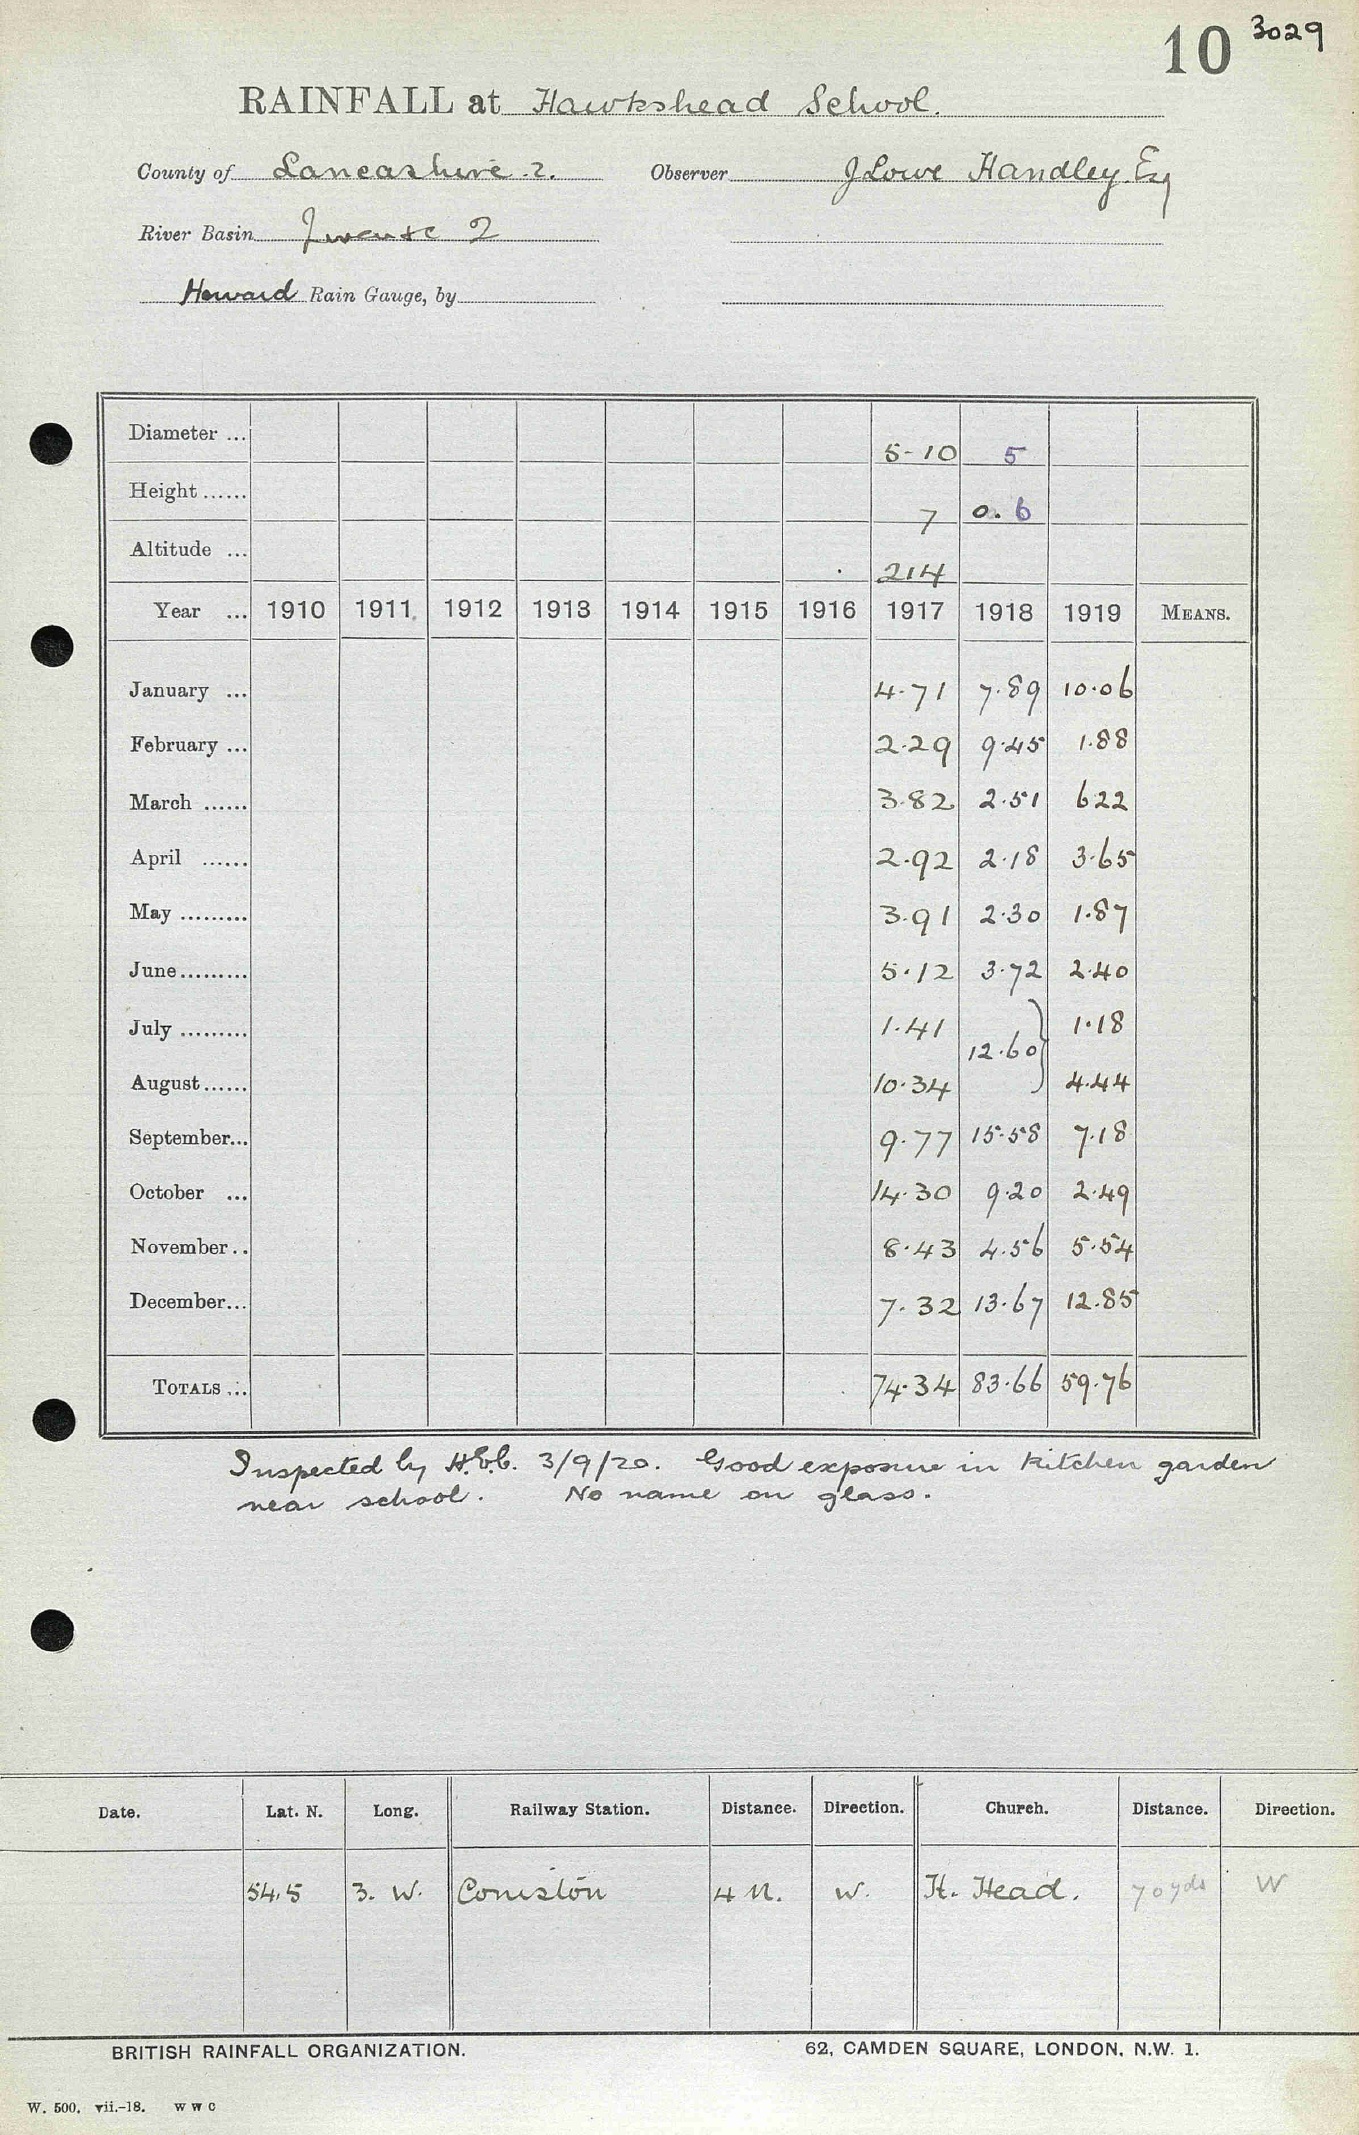 10 3029
RAINFALL at Hawkshead School.
County of Lancashire 2. Observer J Lowe Handley Esq
River Basin 2
Howard Rain Gauge, by
Diameter ... 5-10 5
Height ...... 7 0.6
Altitude ... 214
Year ... 1910 1911 1912 1913 1914 1915 1916 1917 1918 1919 MEANS.
January ... 4.71 7.89 10.06
February ... 2.29 9.45 1.88
March ...... 3.82 2.51 622
April ...... 2.92 2.18 3.65
May ......... 3.91 2.30 1.87
June ......... 5.12 3.72 2.40
July ......... 1.41 1.18
12.60}
August ...... 10.34 4.44
September... 9.77 15.58 7.18
October ... 14.30 9.20 2.49
November .. 8.43 4.56 5.54
December... 7.32 13.67 12.85
TOTALS ... 74.34 83.66 59.76
Inspected by 3/9/20. Good exposure in kitchen garden
near school. No name on glass.
Date. Lat. N. Long. Railway Station. Distance. Direction. Church. Distance. Direction.
54.5 3. W. Coniston 4 M. W. H. Head. 70 yds W
BRITISH RAINFALL ORGANIZATION. 62, CAMDEN SQUARE, LONDON, N.W. 1.
W. 500. vii.-18. W W C